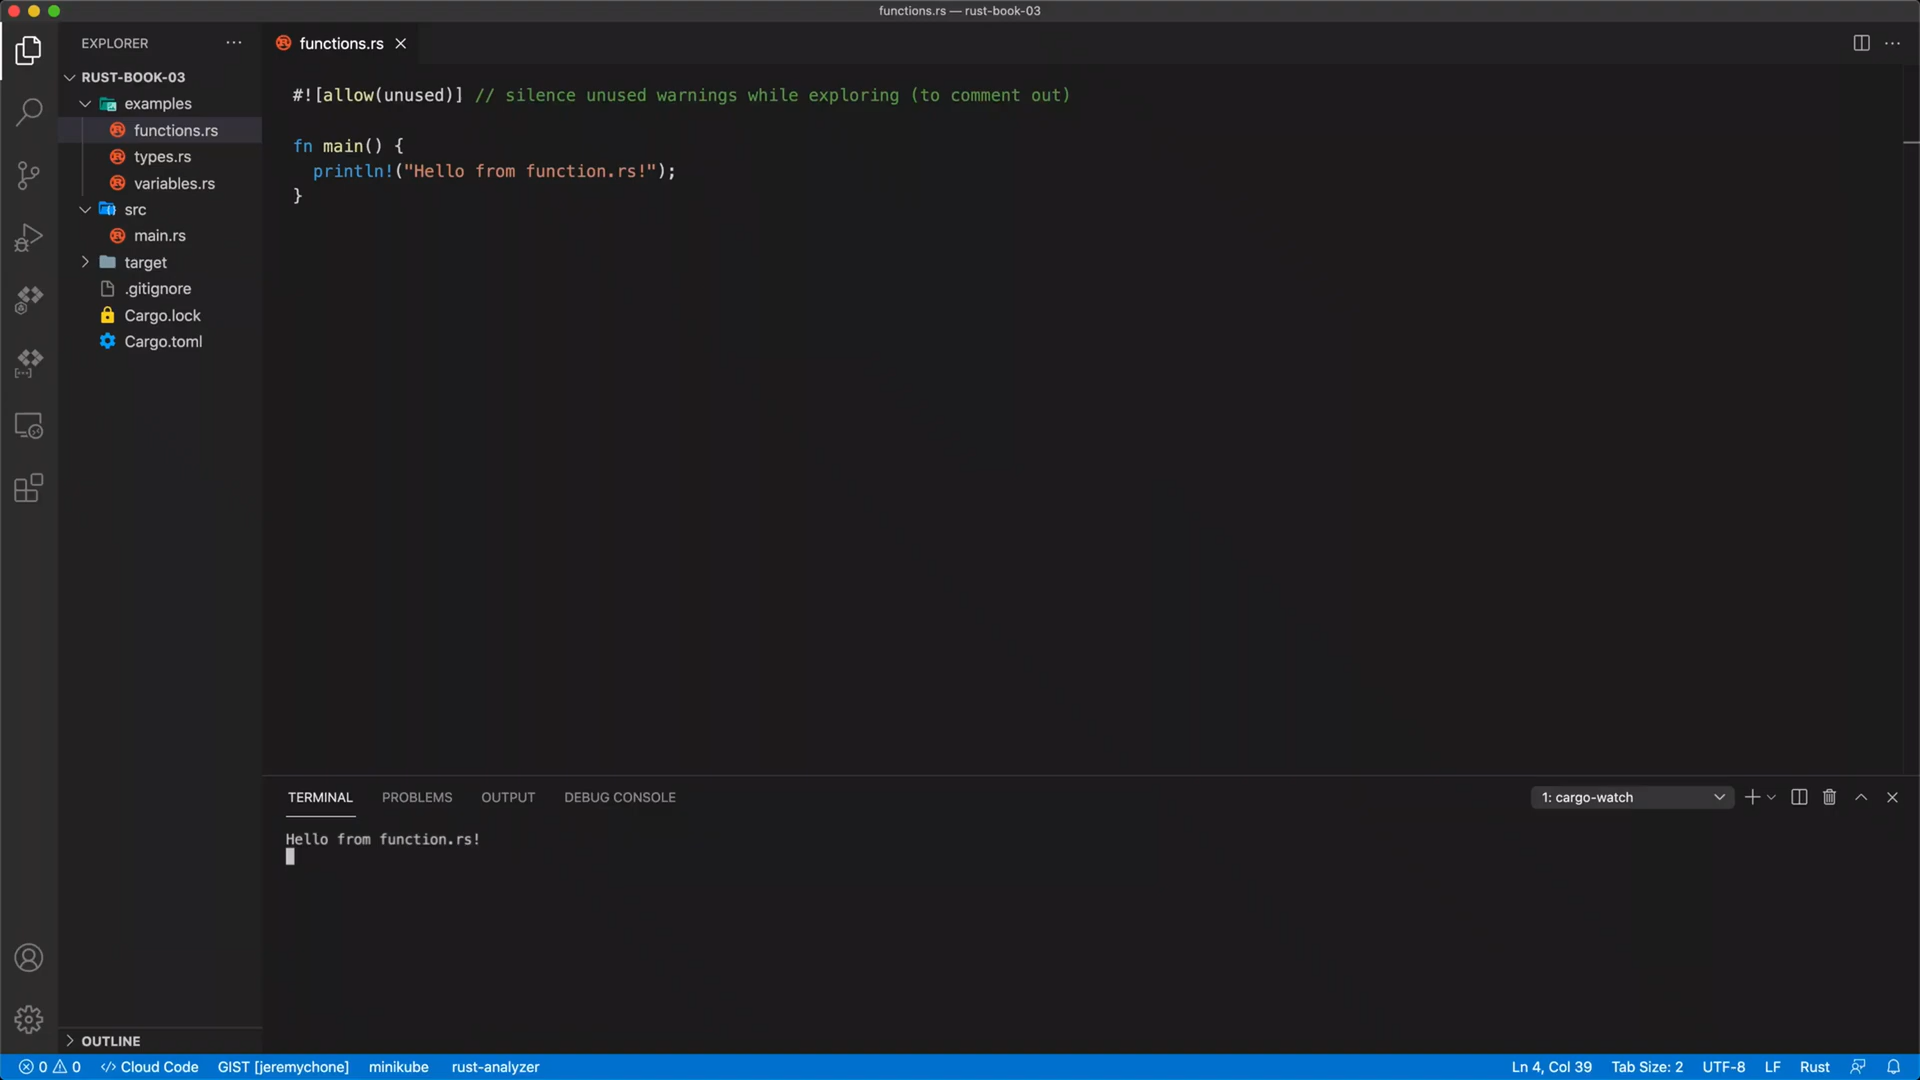 functions.rs — rust-book-03
EXPLORER
functions.rs
RUST-BOOK-03
examples
functions.rs
types.rs
variables.rs
src
main.rs
target
.gitignore
Cargo.lock
Cargo.toml
#![allow(unused)] // silence unused warnings while exploring (to comment out)
fn main() {
println!("Hello from function.rs!");
}
TERMINAL PROBLEMS OUTPUT DEBUG CONSOLE
1: cargo-watch
Hello from function.rs!
OUTLINE
0 0 Cloud Code GIST [jeremychone] minikube rust-analyzer Ln 4, Col 39 Tab Size: 2 UTF-8 LF Rust